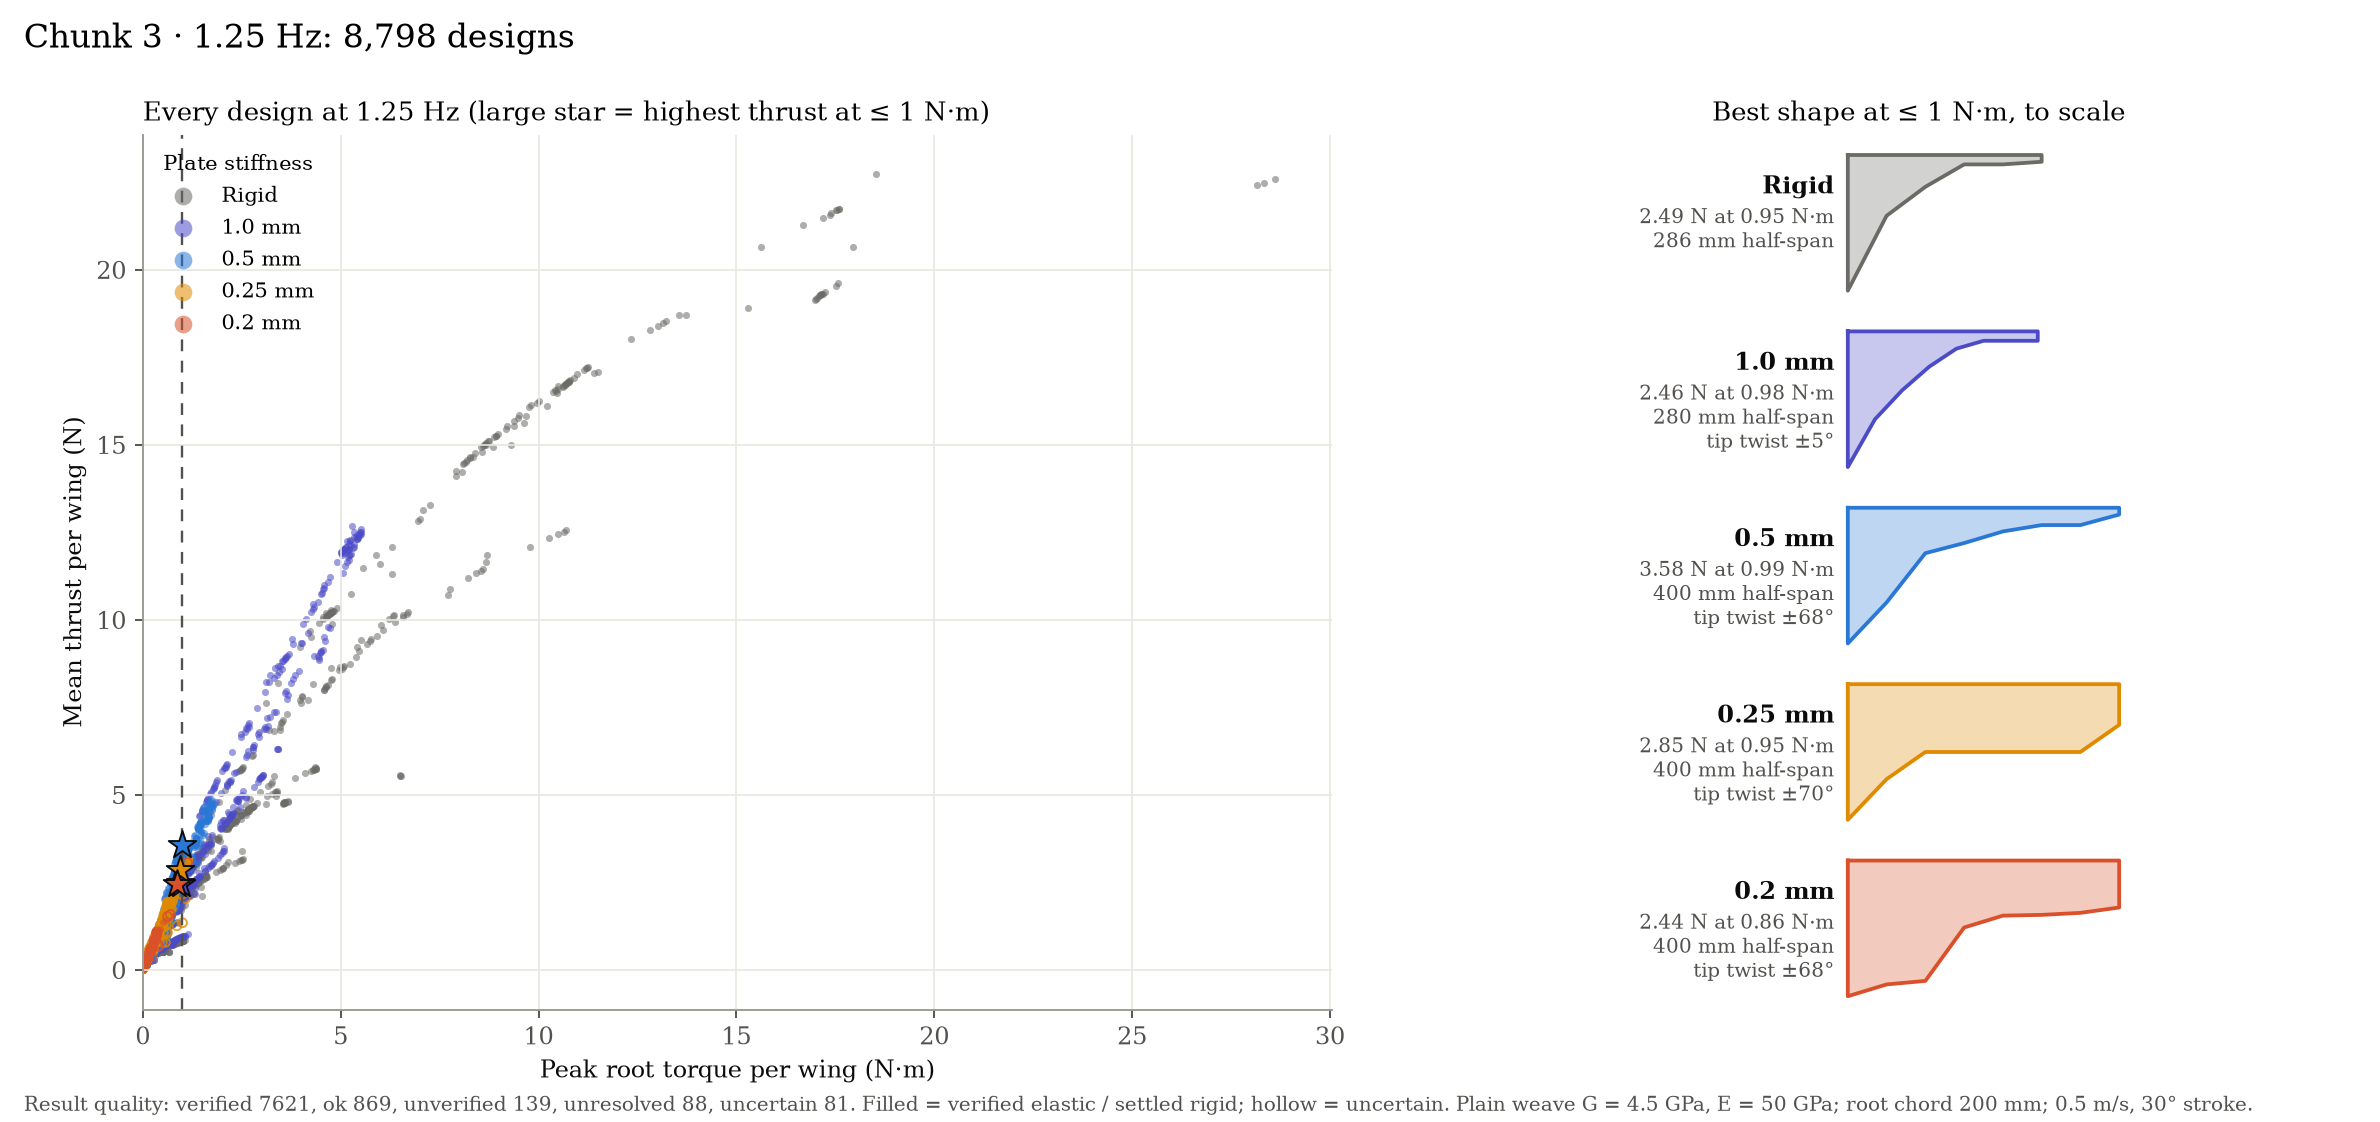 Chunk 3 · 1.25 Hz: 8,798 designs
Every design at 1.25 Hz (large star = highest thrust at ≤ 1 N·m)
Plate stiffness
Rigid
1.0 mm
0.5 mm
0.25 mm
0.2 mm
20
15
10
5
0
Mean thrust per wing (N)
0 5 10 15 20 25 30
Peak root torque per wing (N·m)
Best shape at ≤ 1 N·m, to scale
Rigid
2.49 N at 0.95 N·m
286 mm half-span
1.0 mm
2.46 N at 0.98 N·m
280 mm half-span
tip twist ±5°
0.5 mm
3.58 N at 0.99 N·m
400 mm half-span
tip twist ±68°
0.25 mm
2.85 N at 0.95 N·m
400 mm half-span
tip twist ±70°
0.2 mm
2.44 N at 0.86 N·m
400 mm half-span
tip twist ±68°
Result quality: verified 7621, ok 869, unverified 139, unresolved 88, uncertain 81. Filled = verified elastic / settled rigid; hollow = uncertain. Plain weave G = 4.5 GPa, E = 50 GPa; root chord 200 mm; 0.5 m/s, 30° stroke.